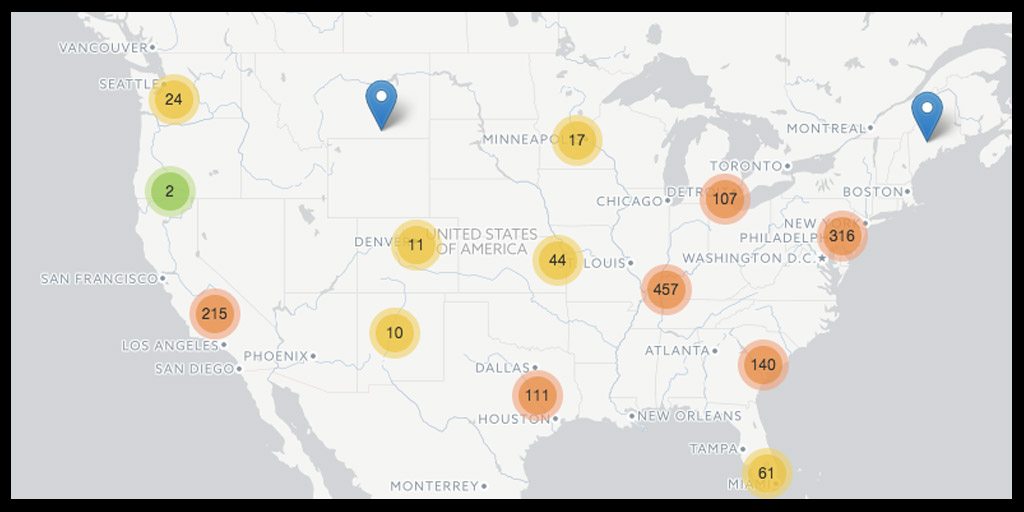 VANCOUVER
SEATTLE
24
17
MINNEAPO
MONTREAL
TORONTO
2
DETR
107
BOSTON
CHICAGO
NEW YORK
316
PHILADELPH
DENVE
11
UNITED STATES
OF AMERICA
44
T LOUIS
WASHINGTON D.C.
SAN FRANCISCO
457
215
10
LOS ANGELES
PHOENIX
ATLANTA
SAN DIEGO
DALLAS
140
111
HOUSTON
NEW ORLEANS
TAMPA
61
MIAMI
MONTERREY